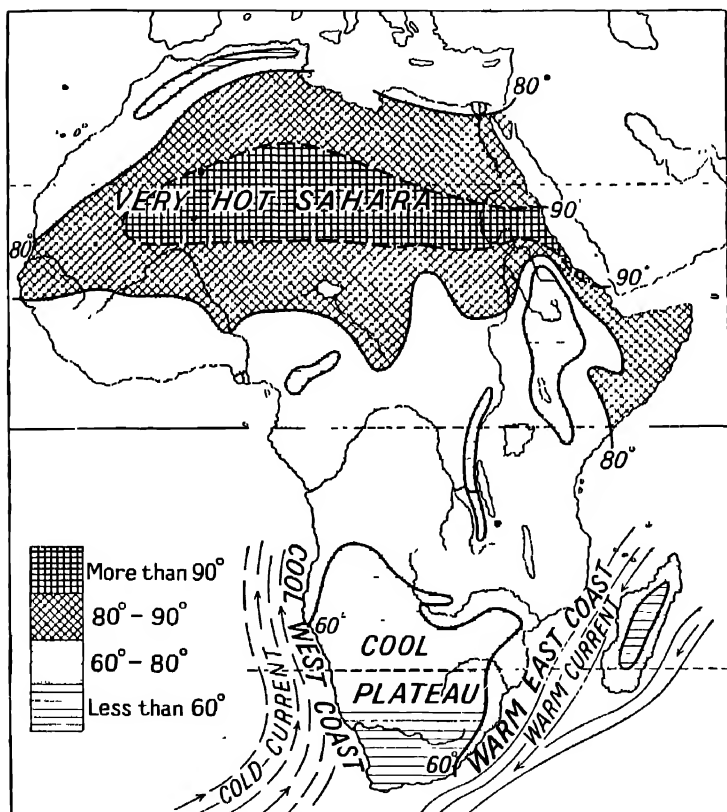 80°
VERY HOT SAHARA
90°
80°
90°
80°
More than 90°
80° – 90°
60° – 80°
Less than 60°
60°
COOL
PLATEAU
60°
COOL WEST COAST
COLD-CURRENT
WARM EAST COAST
WARM CURRENT